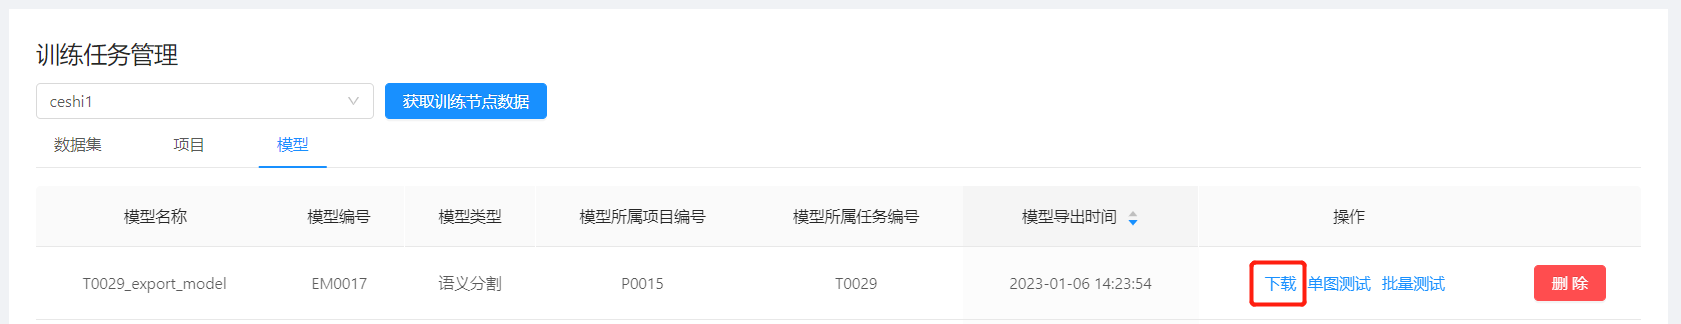 训练任务管理
ceshi1 获取训练节点数据
数据集 项目 模型
模型名称 模型编号 模型类型 模型所属项目编号 模型所属任务编号 模型导出时间 操作
T0029_export_model EM0017 语义分割 P0015 T0029 2023-01-06 14:23:54 下载 单图测试 批量测试 删 除